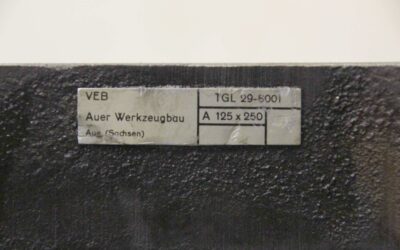 VEB
TGL 29-6001
Auer Werkzeugbau
A 125 x 250
Aue (Sachsen)